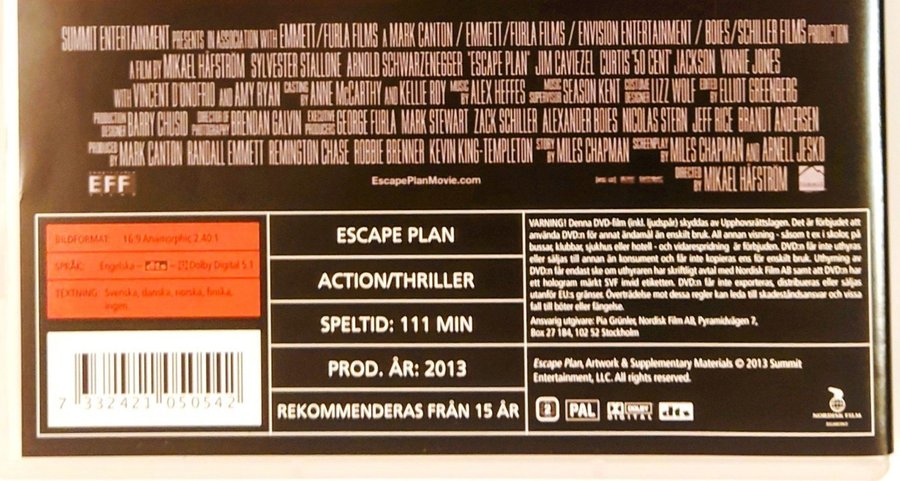 SUMMIT ENTERTAINMENT PRESENTS IN ASSOCIATION WITH EMMETT/FURLA FILMS A MARK CANTON / EMMETT/FURLA FILMS / ENVISION ENTERTAINMENT / BOIES/SCHILLER FILMS PRODUCTION
A FILM BY MIKAEL HÅFSTRÖM SYLVESTER STALLONE ARNOLD SCHWARZENEGGER "ESCAPE PLAN" JIM CAVIEZEL CURTIS "50 CENT" JACKSON VINNIE JONES
WITH VINCENT D'ONOFRIO AND AMY RYAN CASTING BY ANNE McCARTHY AND KELLIE ROY MUSIC BY ALEX HEFFES MUSIC SUPERVISOR SEASON KENT COSTUME DESIGNER LIZZ WOLF EDITED BY ELLIOT GREENBERG
PRODUCTION DESIGNER BARRY CHUSID DIRECTOR OF PHOTOGRAPHY BRENDAN GALVIN EXECUTIVE PRODUCERS GEORGE FURLA MARK STEWART ZACK SCHILLER ALEXANDER BOIES NICOLAS STERN JEFF RICE BRANDT ANDERSEN
PRODUCED BY MARK CANTON RANDALL EMMETT REMINGTON CHASE ROBBIE BRENNER KEVIN KING-TEMPLETON STORY BY MILES CHAPMAN SCREENPLAY BY MILES CHAPMAN AND ARNELL JESKO
EFF EscapePlanMovie.com DIRECTED BY MIKAEL HÅFSTRÖM
BILDFORMAT: 16:9 Anamorphic 2.40:1
SPRÅK: Engelska – dts – Dolby Digital 5.1
TEXTNING: Svenska, danska, norska, finska,
ingen
7 332421 050542
ESCAPE PLAN
ACTION/THRILLER
SPELTID: 111 MIN
PROD. ÅR: 2013
REKOMMENDERAS FRÅN 15 ÅR
VARNING! Denna DVD-film (inkl. ljudspår) skyddas av Upphovsrättslagen. Det är förbjudet att
använda DVD:n för annat ändamål än enskilt bruk. All annan visning - såsom t ex i skolor, på
bussar, klubbar, sjukhus eller hotell - och vidarespridning är förbjuden. DVD:n får inte uthyras
eller säljas till annan än konsument och får inte kopieras ens för enskilt bruk. Uthyrning av
DVD:n får endast ske om uthyraren har skriftligt avtal med Nordisk Film AB samt att DVD:n har
ett hologram märkt SVF invid etiketten. DVD:n får inte exporteras, distribueras eller säljas
utanför EU:s gränser. Överträdelse mot dessa regler kan leda till skadeståndsansvar och vissa
fall till böter eller fängelse.
Ansvarig utgivare: Pia Grünler, Nordisk Film AB, Pyramidvägen 7,
Box 27 184, 102 52 Stockholm
Escape Plan, Artwork & Supplementary Materials © 2013 Summit
Entertainment, LLC. All rights reserved.
2 PAL DOLBY DIGITAL dts
NORDISK FILM
EGMONT